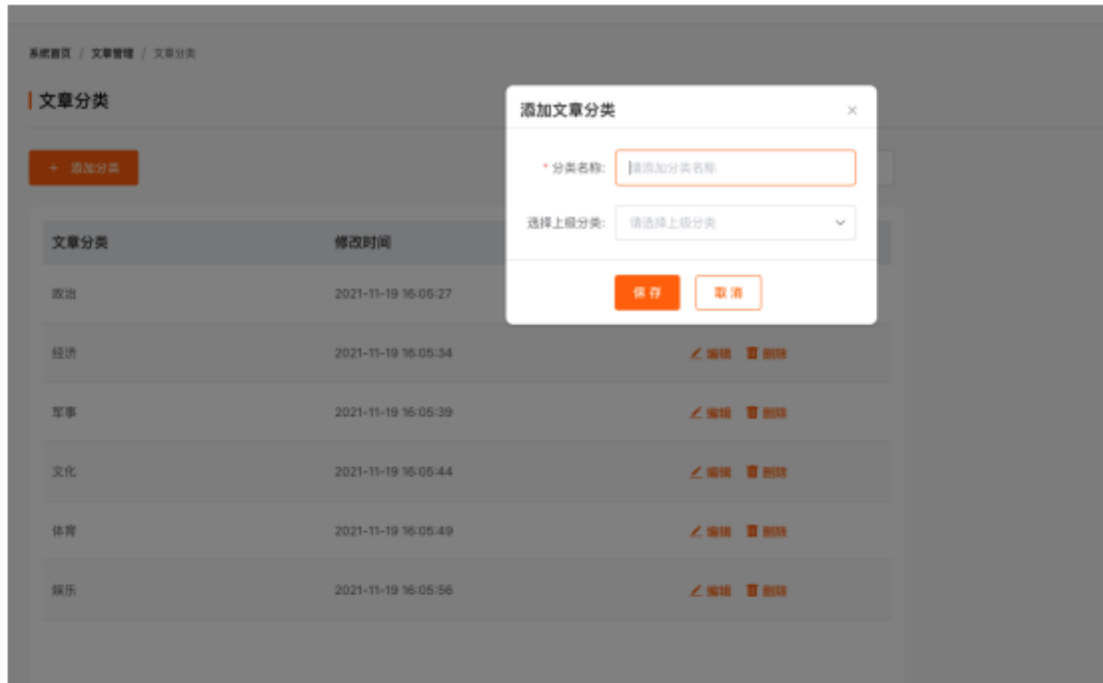 系统首页 / 文章管理 / 文章分类
文章分类
+ 添加分类
文章分类 修改时间
政治 2021-11-19 16:05:27
经济 2021-11-19 16:05:34 编辑 删除
军事 2021-11-19 16:05:39 编辑 删除
文化 2021-11-19 16:05:44 编辑 删除
体育 2021-11-19 16:05:49 编辑 删除
娱乐 2021-11-19 16:05:56 编辑 删除
添加文章分类 ×
* 分类名称: 请添加分类名称
选择上级分类: 请选择上级分类
保存 取消